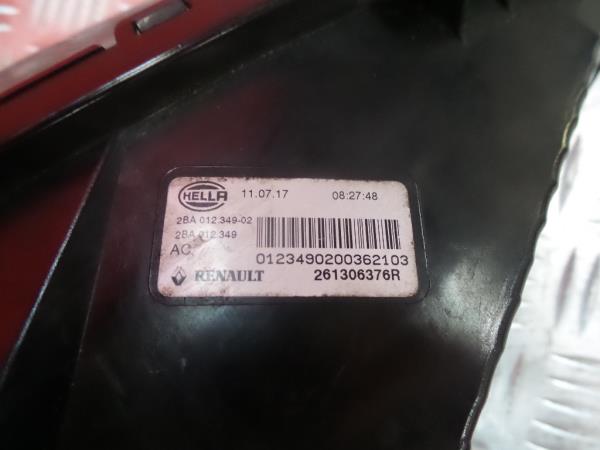 HELLA 11.07.17 08:27:48
2BA 012.349-02
2BA 012.349
AC
0123490200362103
RENAULT 261306376R